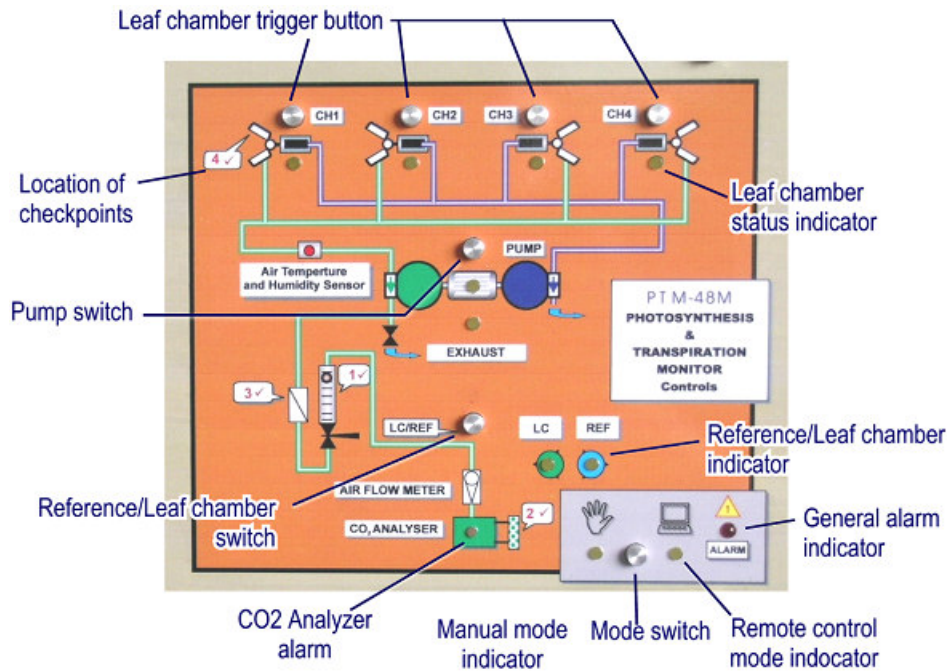 Leaf chamber trigger button
CH1
CH2
CH3
CH4
4 ✓
Location of
checkpoints
Leaf chamber
status indicator
PUMP
Air Temperture
and Humidity Sensor
Pump switch
EXHAUST
PTM-48M
PHOTOSYNTHESIS
&
TRANSPIRATION
MONITOR
Controls
3 ✓
1 ✓
LC/REF
LC
REF
Reference/Leaf chamber
indicator
Reference/Leaf chamber
switch
AIR FLOW METER
CO₂ ANALYSER
2 ✓
!
ALARM
General alarm
indicator
CO2 Analyzer
alarm
Manual mode
indicator
Mode switch
Remote control
mode indocator